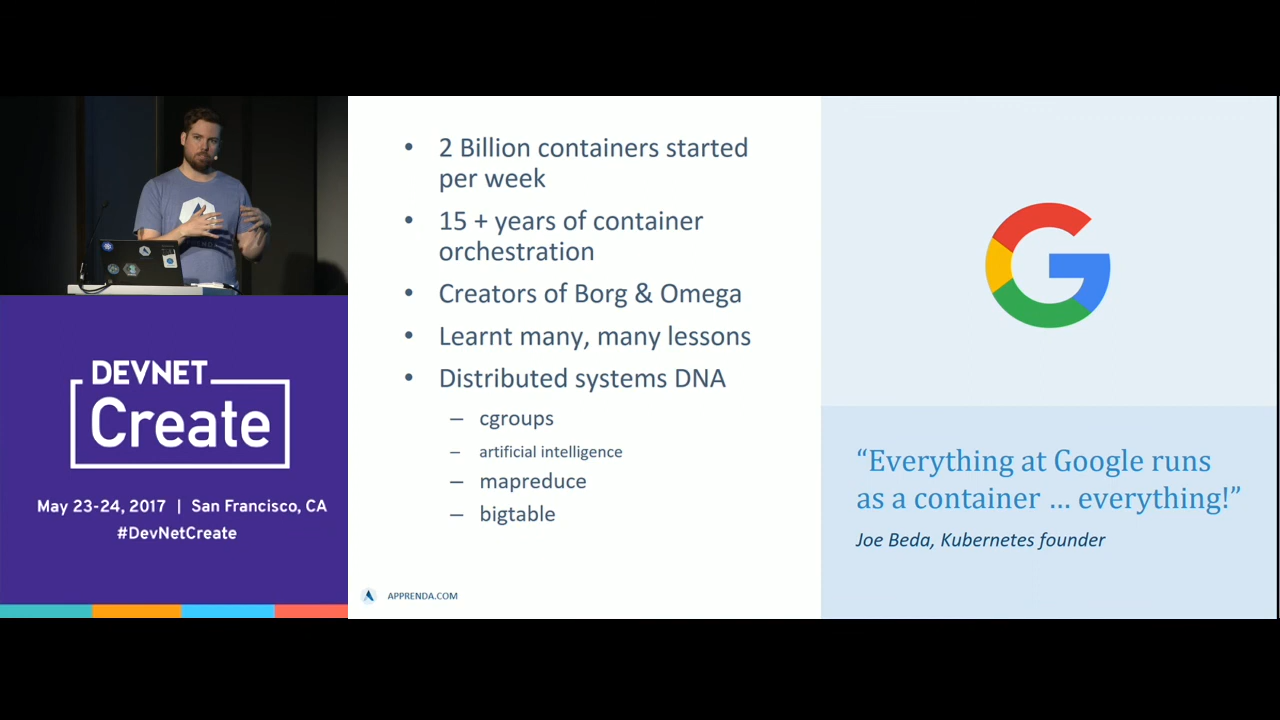 DEVNET
Create
May 23-24, 2017 | San Francisco, CA
#DevNetCreate
• 2 Billion containers started
per week
• 15 + years of container
orchestration
• Creators of Borg & Omega
• Learnt many, many lessons
• Distributed systems DNA
– cgroups
– artificial intelligence
– mapreduce
– bigtable
APPRENDA.COM
“Everything at Google runs
as a container … everything!”
Joe Beda, Kubernetes founder